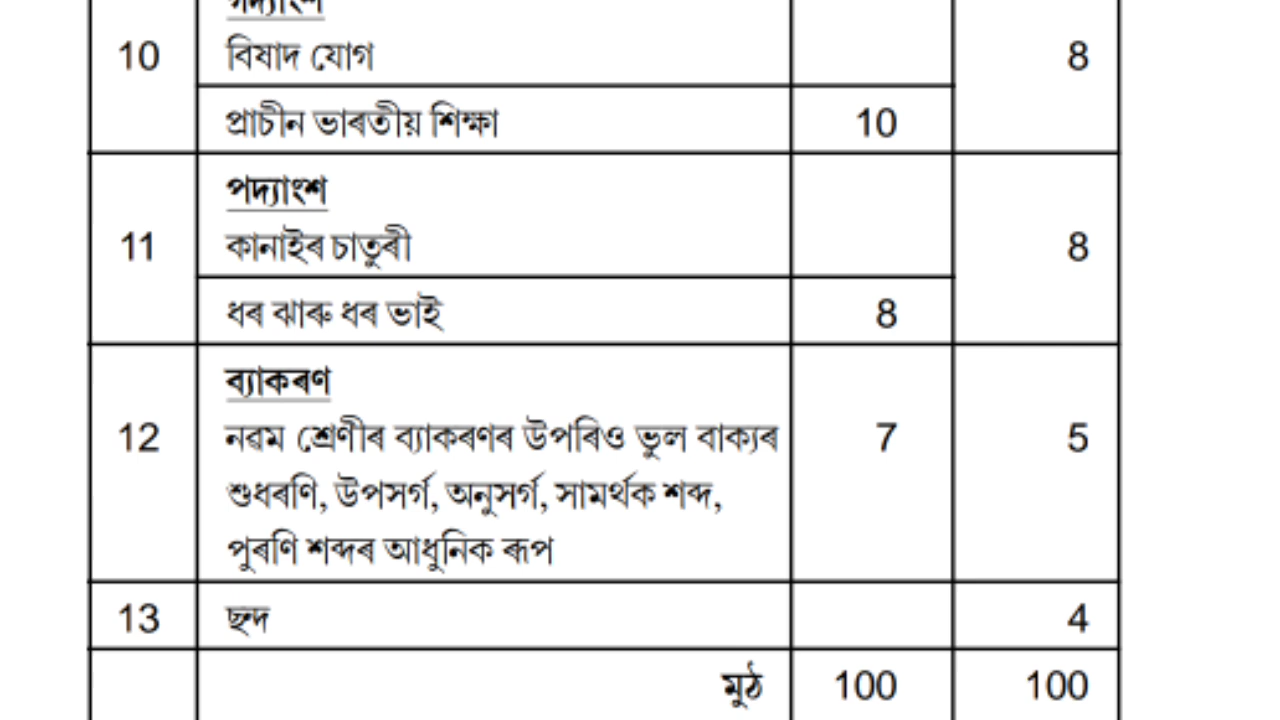 গদ্যাংশ
10 বিষাদ যোগ 8
প্ৰাচীন ভাৰতীয় শিক্ষা 10
পদ্যাংশ
11 কানাইৰ চাতুৰী 8
ধৰ ঝাৰু ধৰ ভাই 8
ব্যাকৰণ
12 নৱম শ্ৰেণীৰ ব্যাকৰণৰ উপৰিও ভুল বাক্যৰ 7 5
শুধৰণি, উপসৰ্গ, অনুসৰ্গ, সামৰ্থক শব্দ,
পুৰণি শব্দৰ আধুনিক ৰূপ
13 ছন্দ 4
মুঠ 100 100